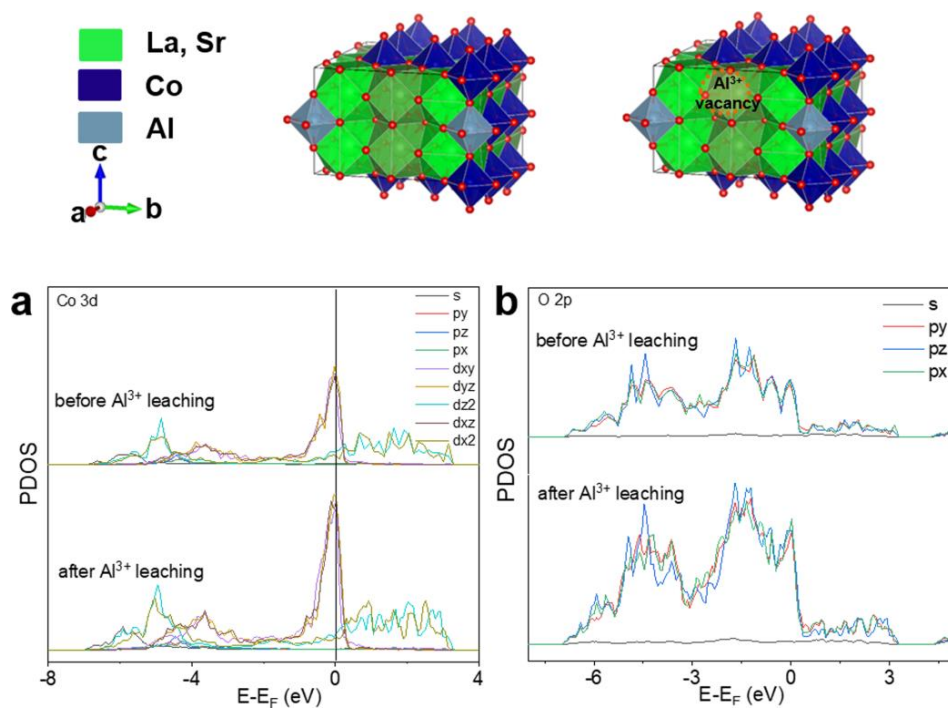 La, Sr
Co
Al
c
a
b
Al³⁺
vacancy
a
Co 3d
s
py
pz
px
dxy
dyz
dz2
dxz
dx2
before Al³⁺ leaching
after Al³⁺ leaching
PDOS
-8
-4
0
4
E-E_F (eV)
b
O 2p
s
py
pz
px
before Al³⁺ leaching
after Al³⁺ leaching
PDOS
-6
-3
0
3
E-E_F (eV)